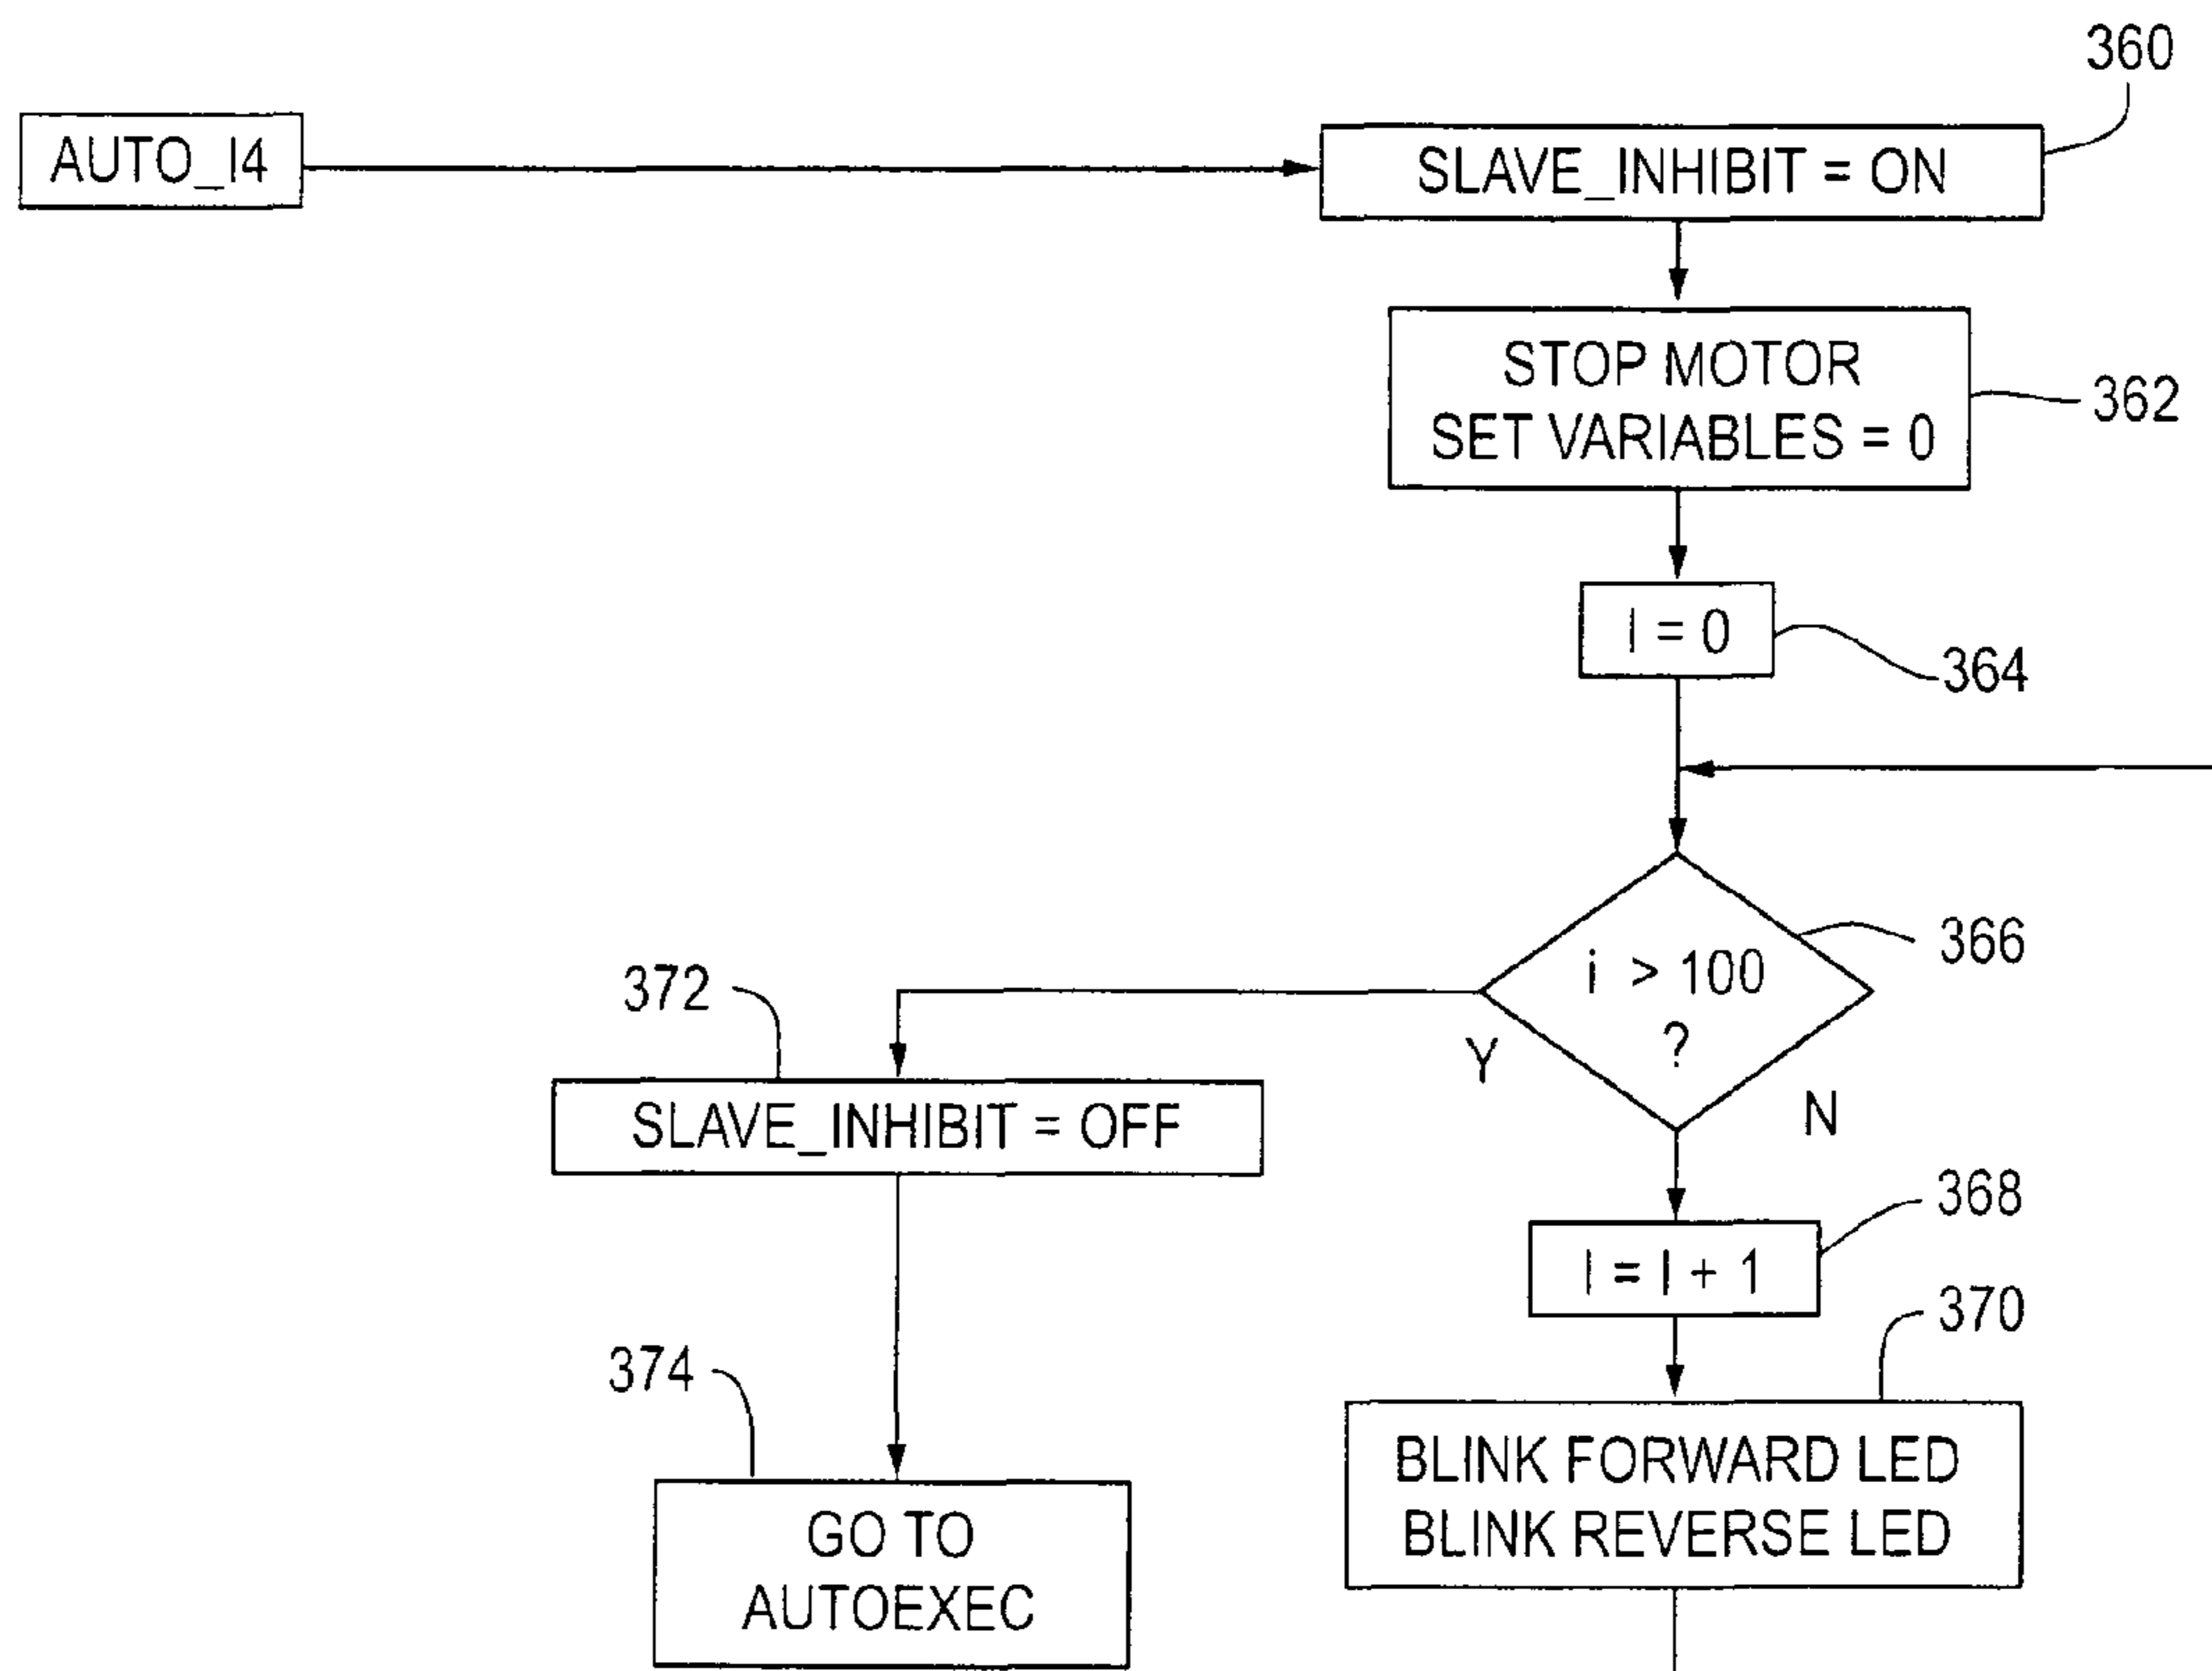 360
AUTO_I4
SLAVE_INHIBIT = ON
STOP MOTOR
SET VARIABLES = 0
362
I = 0
364
i > 100
?
366
Y
N
372
SLAVE_INHIBIT = OFF
368
I = I + 1
370
374
GO TO
AUTOEXEC
BLINK FORWARD LED
BLINK REVERSE LED